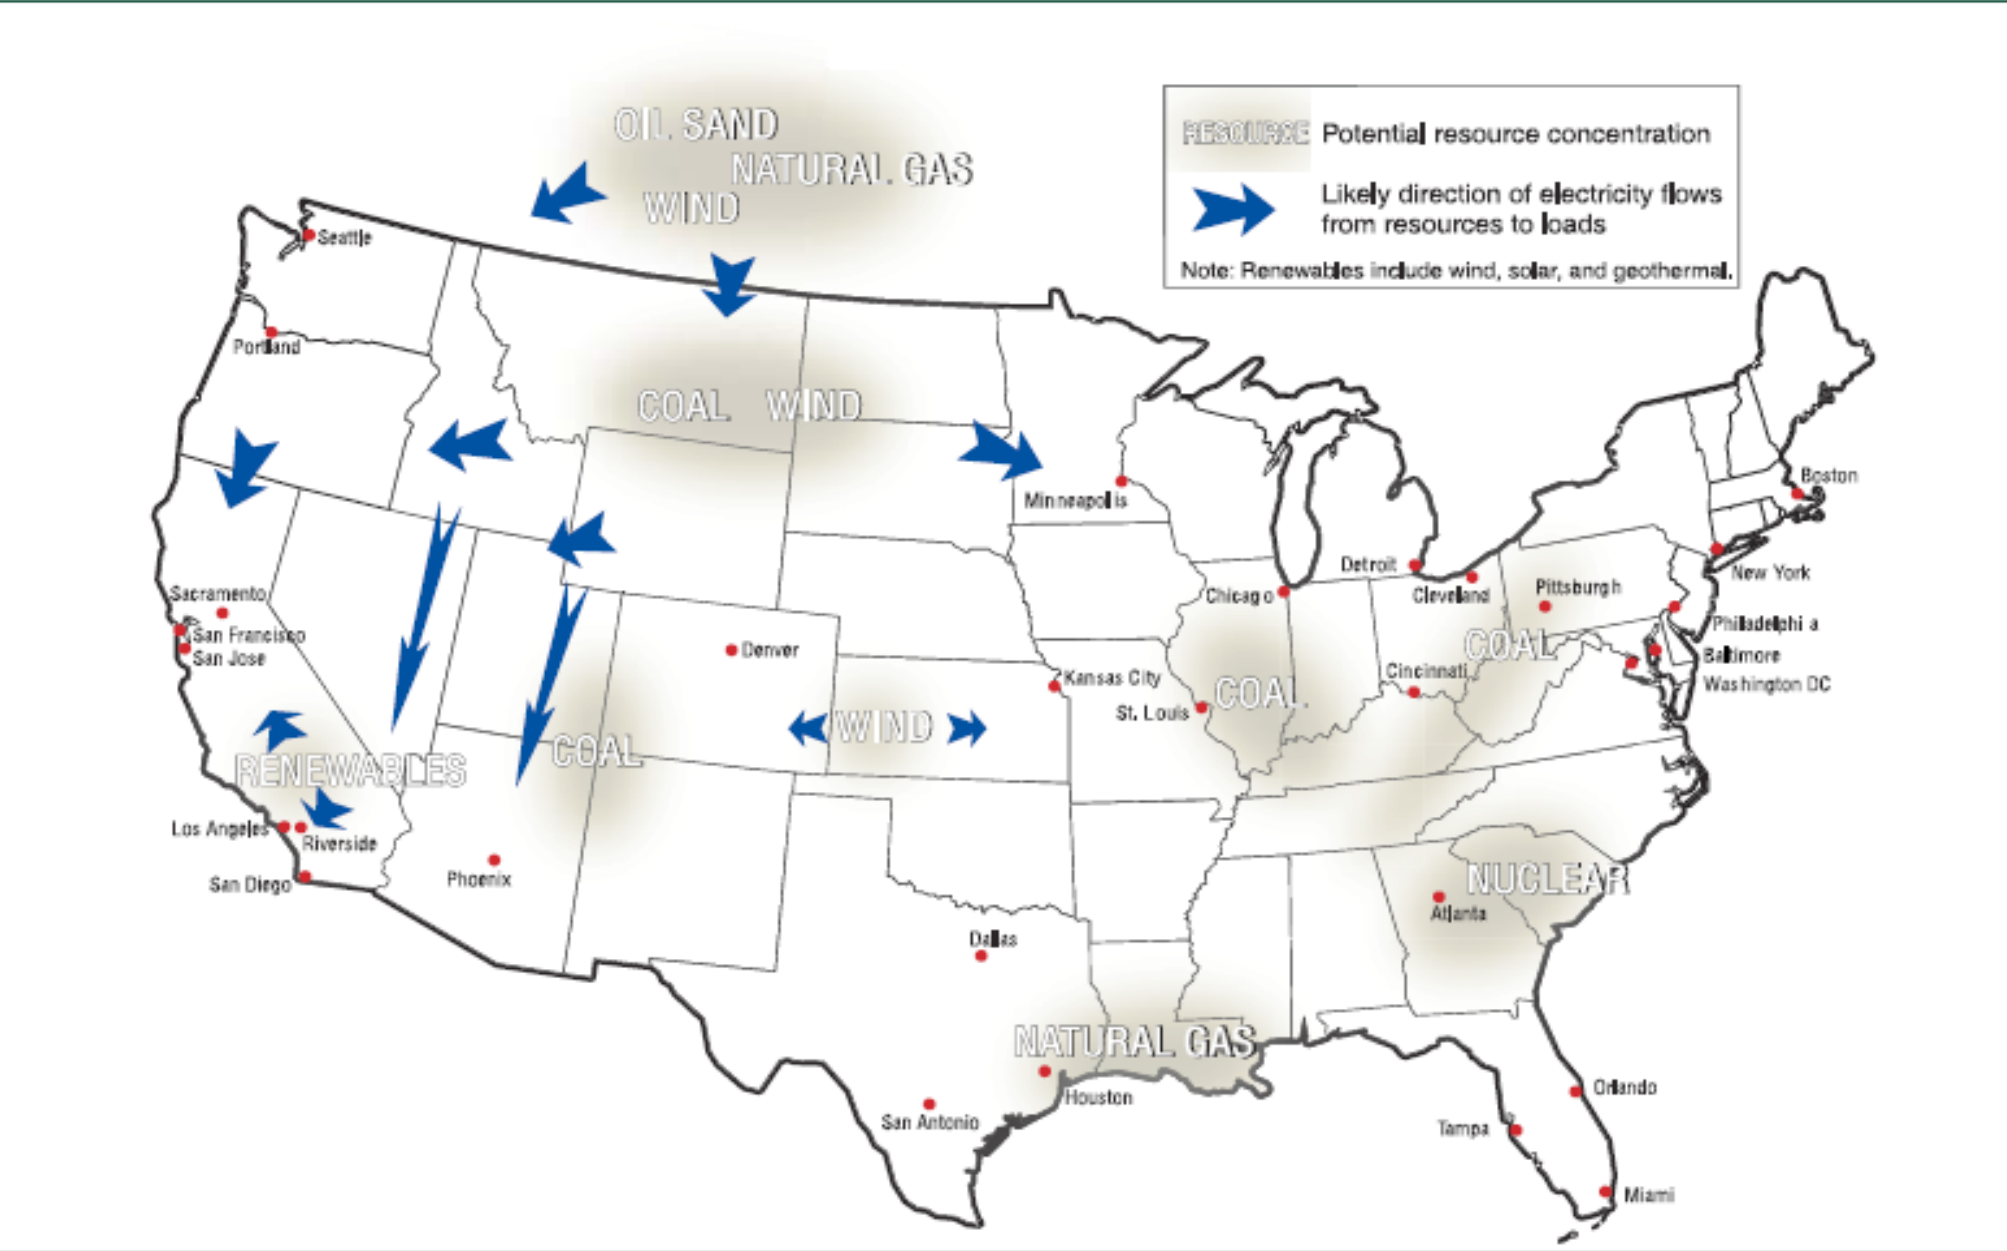 OIL SAND
NATURAL GAS
WIND
RESOURCE Potential resource concentration
Likely direction of electricity flows
from resources to loads
Note: Renewables include wind, solar, and geothermal.
Seattle
Portland
COAL WIND
Minneapolis
Boston
New York
Detroit
Cleveland
Pittsburgh
Chicago
Philadelphia
Baltimore
Washington DC
COAL
Cincinnati
Sacramento
San Francisco
San Jose
Denver
Kansas City
St. Louis
COAL
WIND
COAL
RENEWABLES
Los Angeles
Riverside
San Diego
Phoenix
NUCLEAR
Atlanta
Dallas
NATURAL GAS
Houston
San Antonio
Orlando
Tampa
Miami